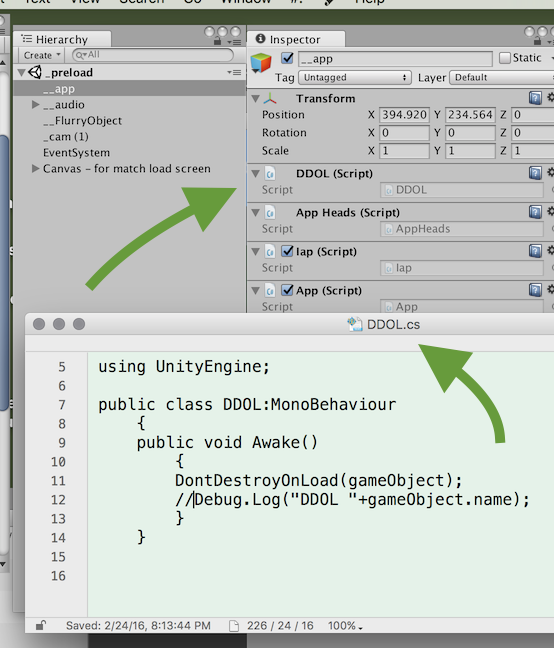 Text View Search Go Window #! Help
Hierarchy
Create All
_preload
__app
__audio
__FlurryObject
_cam (1)
EventSystem
Canvas – for match load screen
Inspector
__app Static
Tag Untagged Layer Default
Transform
Position X 394.920 Y 234.564 Z 0
Rotation X 0 Y 0 Z 0
Scale X 1 Y 1 Z 1
DDOL (Script)
Script DDOL
App Heads (Script)
Script AppHeads
Iap (Script)
Script Iap
App (Script)
Script App
DDOL.cs
5 using UnityEngine;
6
7 public class DDOL:MonoBehaviour
8 {
9 public void Awake()
10 {
11 DontDestroyOnLoad(gameObject);
12 //Debug.Log("DDOL "+gameObject.name);
13 }
14 }
15
16
Saved: 2/24/16, 8:13:44 PM 226 / 24 / 16 100%